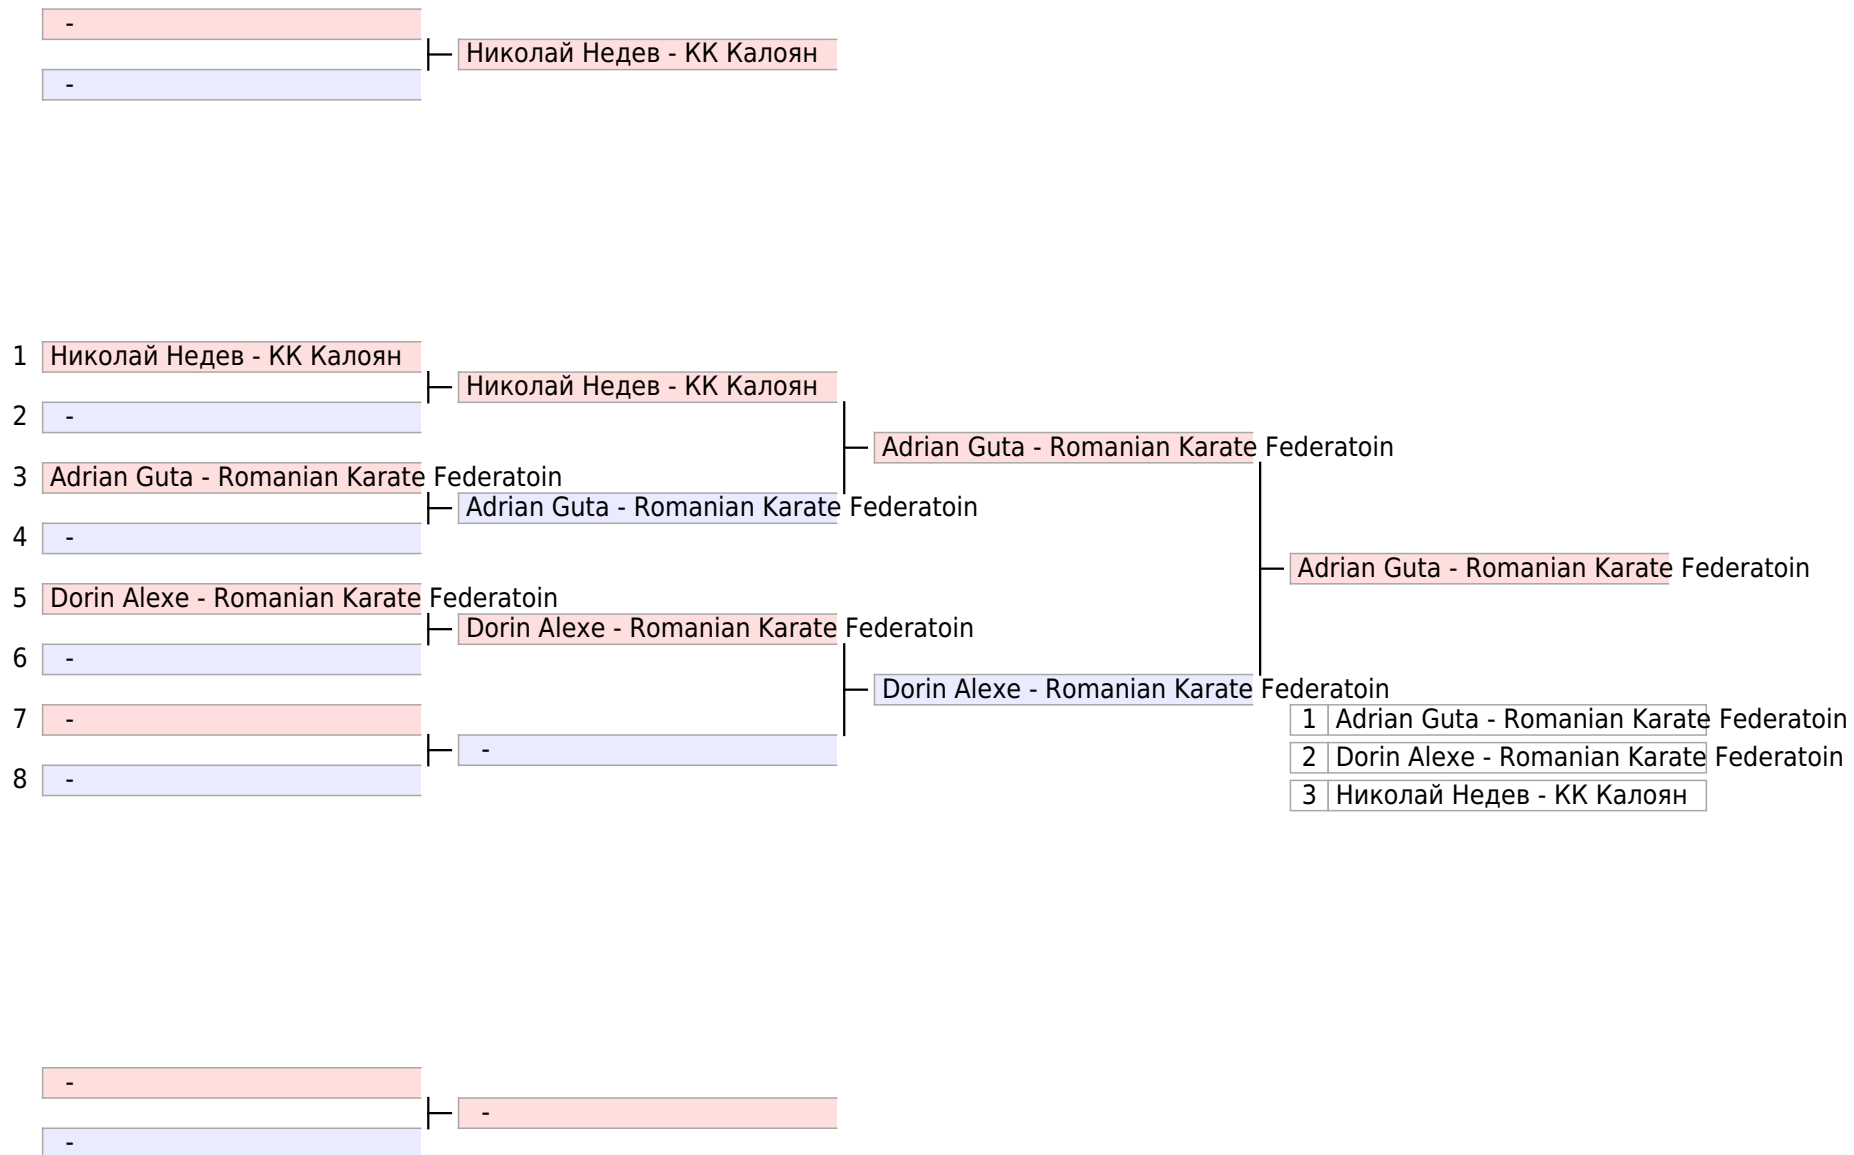 -
Николай Недев - КК Калоян
-
1 Николай Недев - КК Калоян
Николай Недев - КК Калоян
2 -
Adrian Guta - Romanian Karate Federatoin
3 Adrian Guta - Romanian Karate Federatoin
Adrian Guta - Romanian Karate Federatoin
4 -
Adrian Guta - Romanian Karate Federatoin
5 Dorin Alexe - Romanian Karate Federatoin
Dorin Alexe - Romanian Karate Federatoin
6 -
Dorin Alexe - Romanian Karate Federatoin
7 -
1 Adrian Guta - Romanian Karate Federatoin
-
2 Dorin Alexe - Romanian Karate Federatoin
8 -
3 Николай Недев - КК Калоян
-
-
-